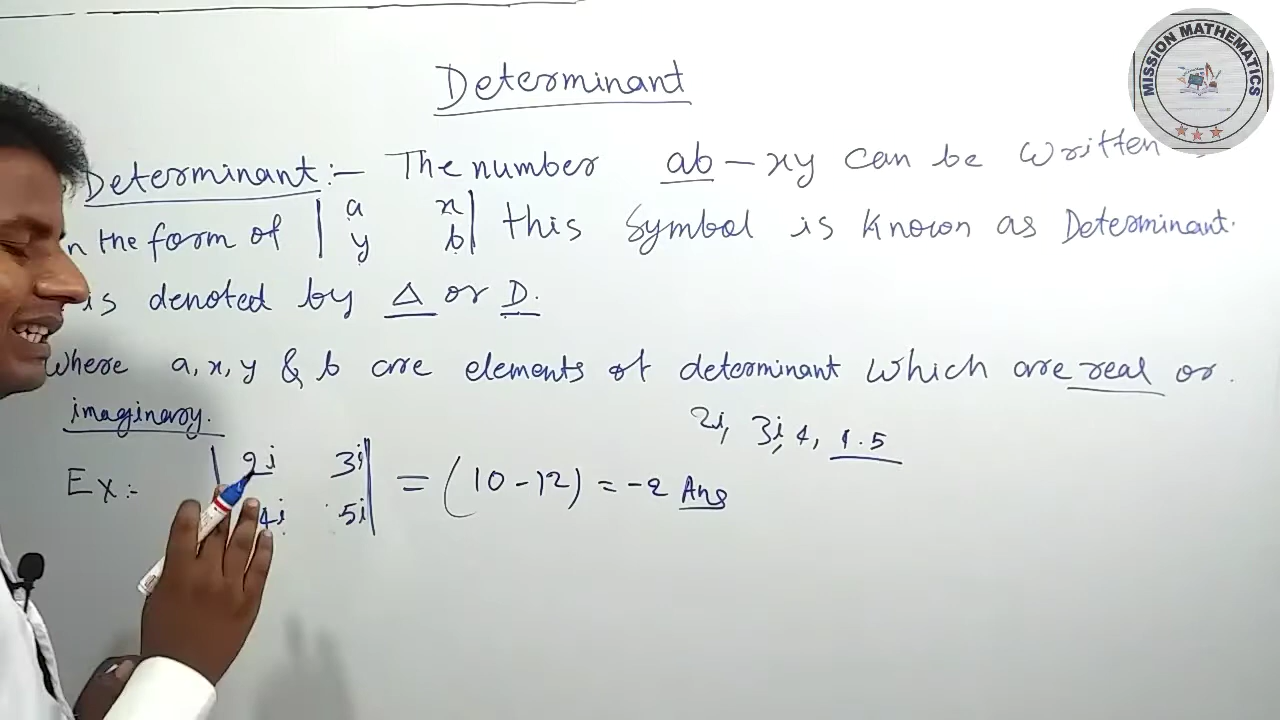 MISSION MATHEMATICS
Determinant
Determinant :- The number ab - xy can be written
n the form of | a x | this symbol is known as Determinant.
| y b |
is denoted by Δ or D.
Where a, x, y & b are elements of determinant which are real or
imaginary.
2i, 3i, 4, 1.5
Ex:- | 2i 3i | = (10 - 12) = -2 Ans
| 4i 5i |